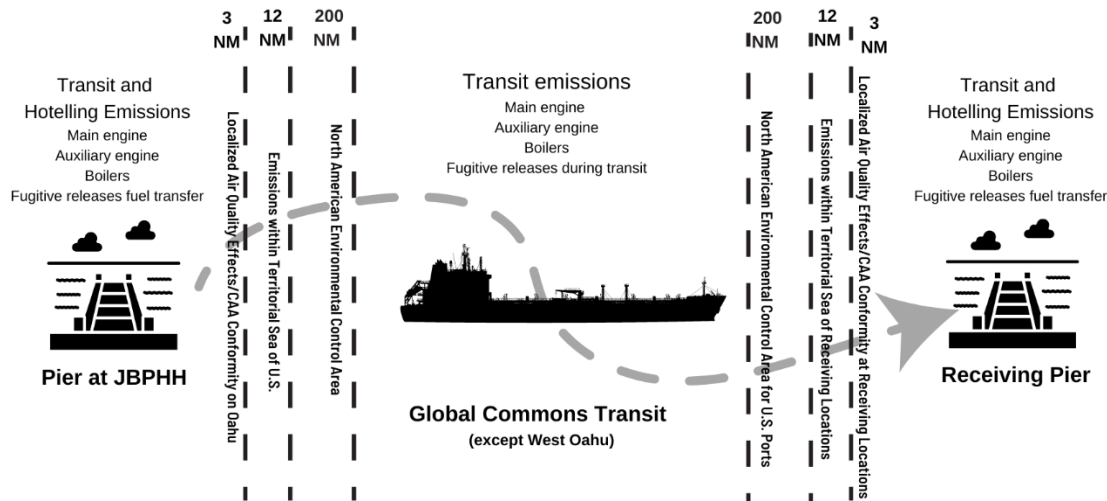 3
NM
12
NM
200
NM
200
NM
12
NM
3
NM
Transit and
Hotelling Emissions
Main engine
Auxiliary engine
Boilers
Fugitive releases fuel transfer
Pier at JBPHH
Localized Air Quality Effects/CAA Conformity on Oahu
Emissions within Territorial Sea of U.S.
North American Environmental Control Area
Transit emissions
Main engine
Auxiliary engine
Boilers
Fugitive releases during transit
Global Commons Transit
(except West Oahu)
North American Environmental Control Area for U.S. Ports
Emissions within Territorial Sea of Receiving Locations
Localized Air Quality Effects/CAA Conformity at Receiving Locations
Transit and
Hotelling Emissions
Main engine
Auxiliary engine
Boilers
Fugitive releases fuel transfer
Receiving Pier